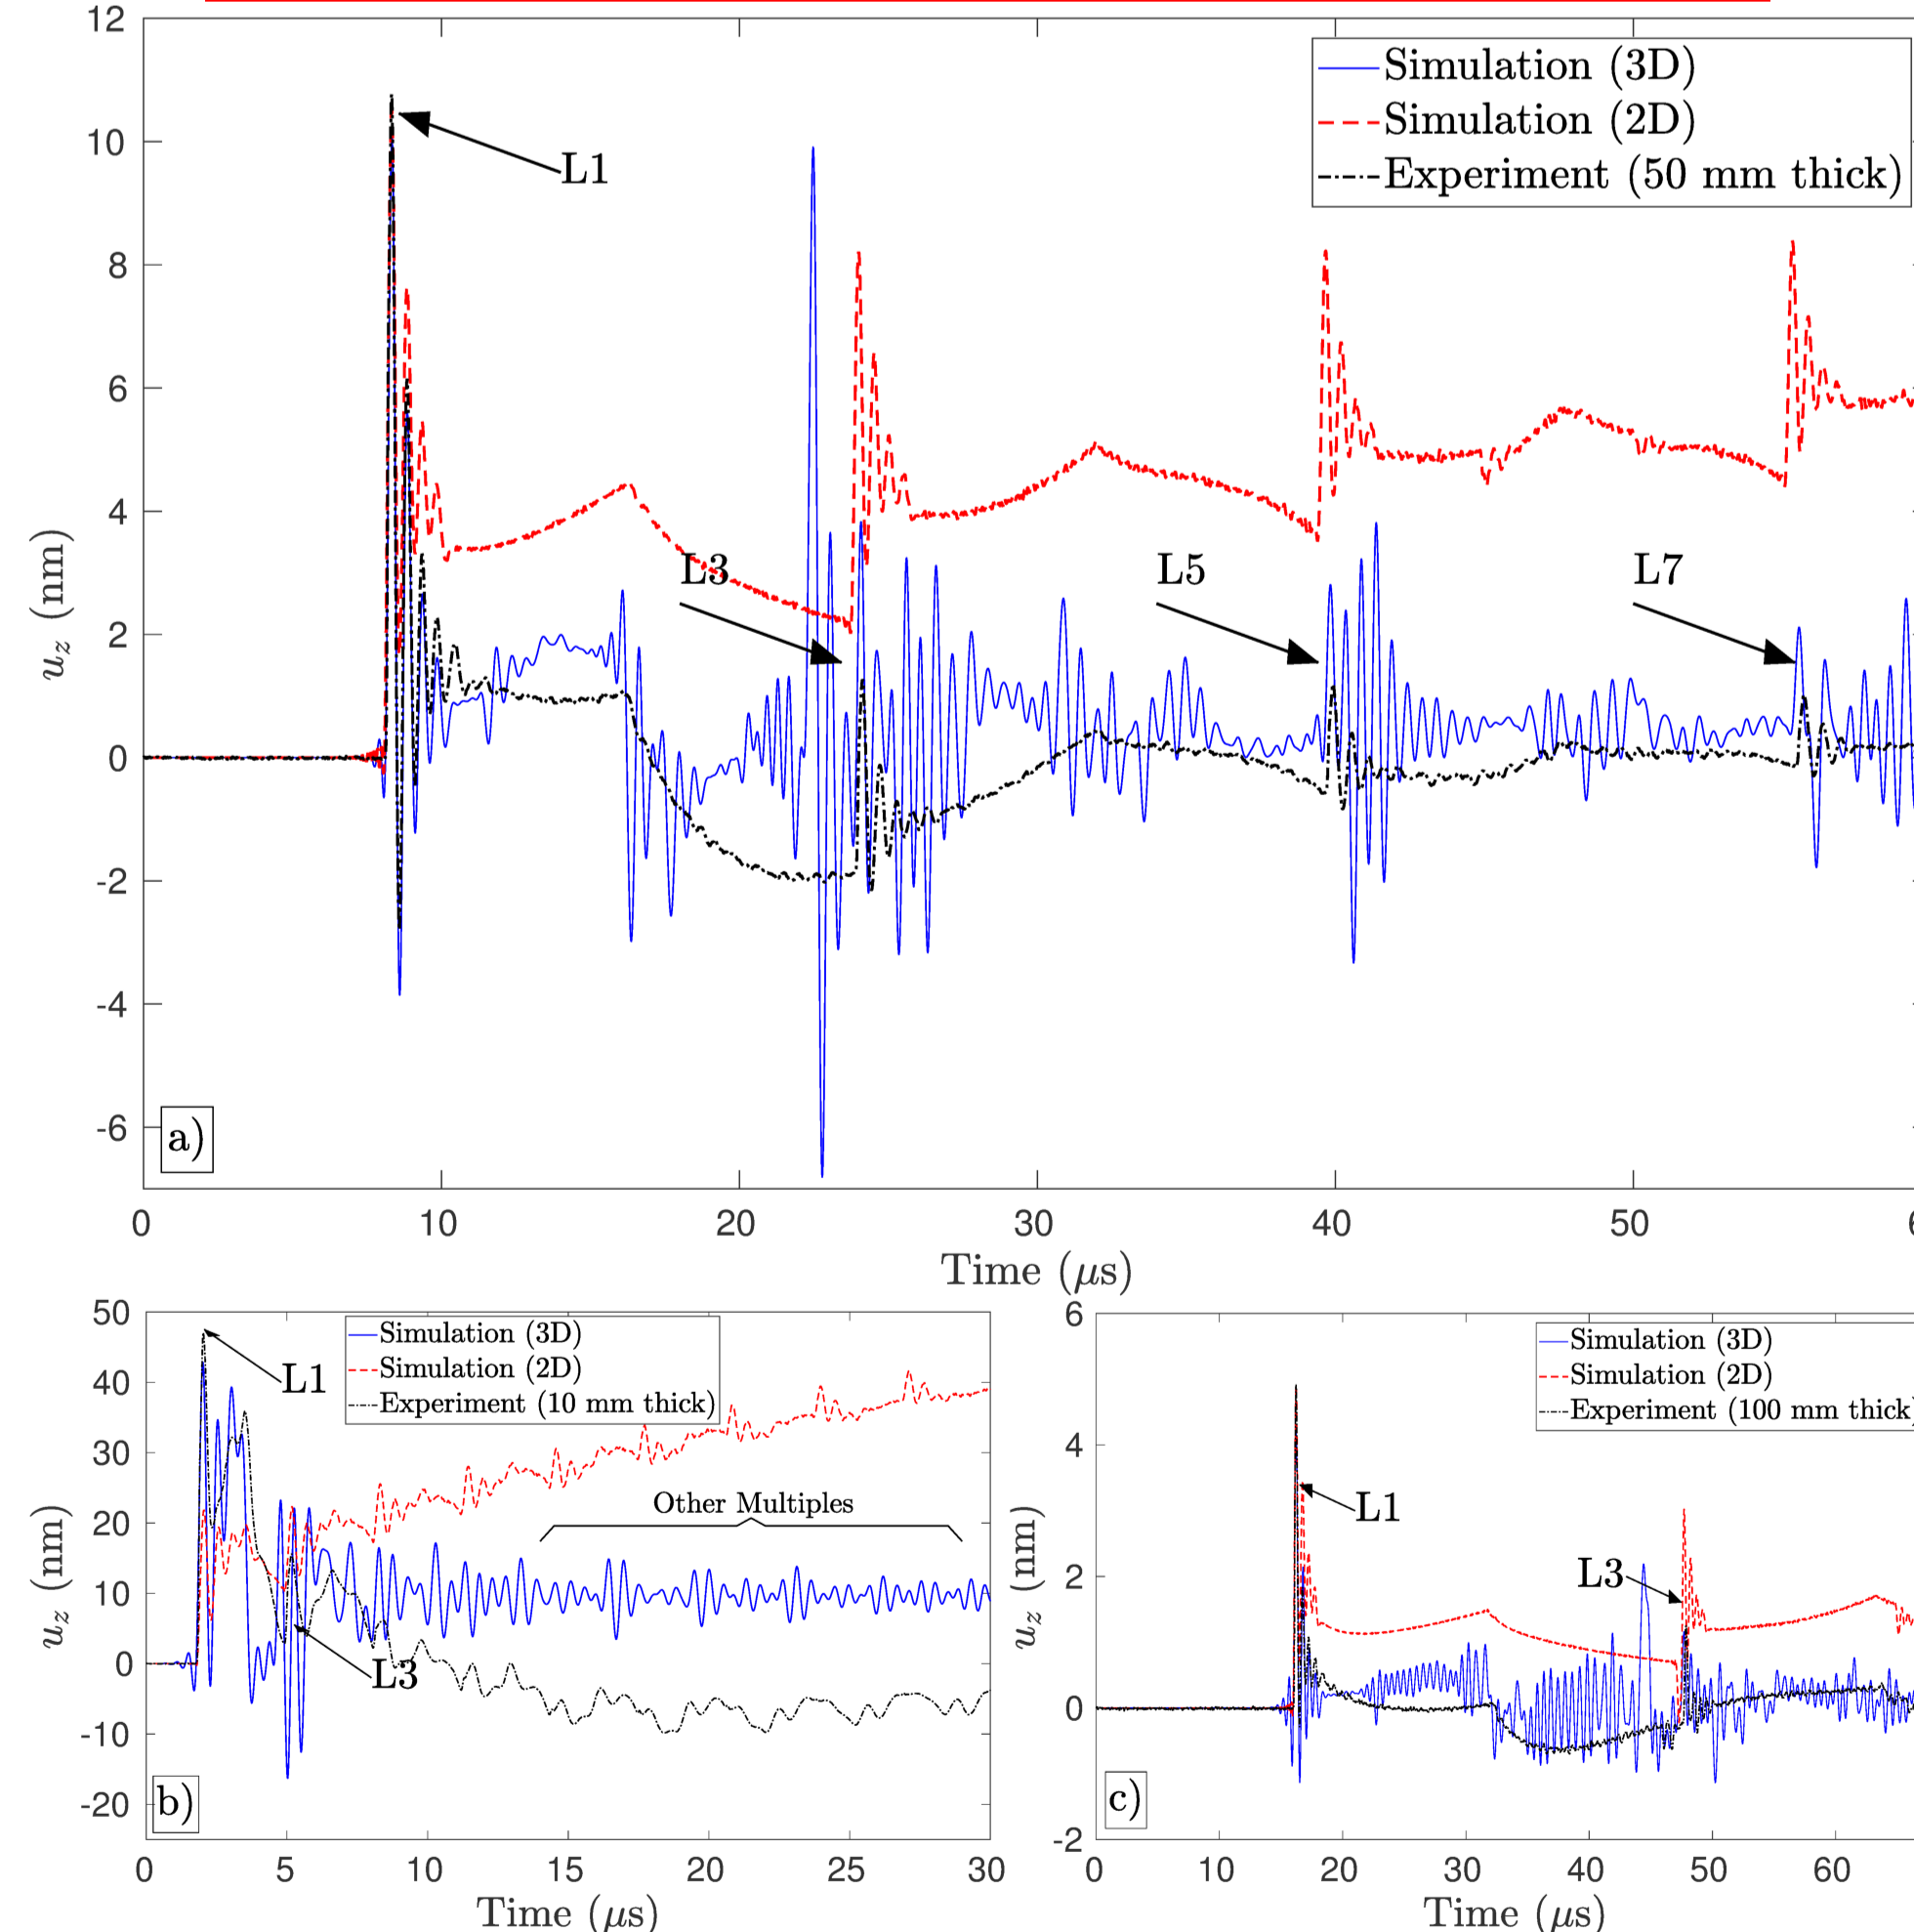 12
10
8
6
4
2
0
-2
-4
-6
u_z (nm)
Simulation (3D)
Simulation (2D)
Experiment (50 mm thick)
L1
L3
L5
L7
a)
0 10 20 30 40 50
Time (μs)
50
40
30
20
10
0
-10
-20
u_z (nm)
Simulation (3D)
Simulation (2D)
Experiment (10 mm thick)
L1
Other Multiples
L3
b)
0 5 10 15 20 25 30
Time (μs)
6
4
2
0
-2
u_z (nm)
Simulation (3D)
Simulation (2D)
Experiment (100 mm thick)
L1
L3
c)
0 10 20 30 40 50 60
Time (μs)